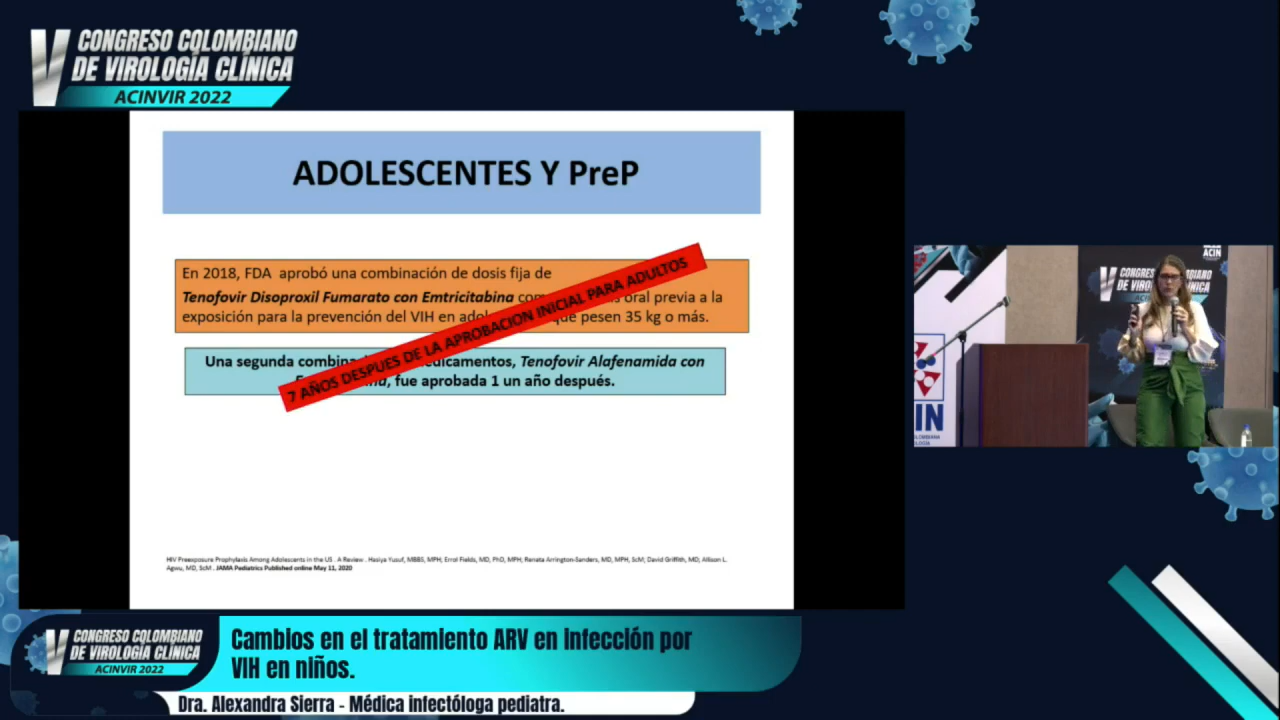 V CONGRESO COLOMBIANO
DE VIROLOGÍA CLÍNICA
ACINVIR 2022
ADOLESCENTES Y PreP
En 2018, FDA aprobó una combinación de dosis fija de
Tenofovir Disoproxil Fumarato con Emtricitabina oral previa a la
exposición para la prevención del VIH en que pesen 35 kg o más.
7 AÑOS DESPUES DE LA APROBACION INICIAL PARA ADULTOS
Una segunda Tenofovir Alafenamida con
fue aprobada 1 un año después.
HIV Preexposure Prophylaxis Among Adolescents in the US . A Review . Hasiya Yusuf, MBBS, MPH; Errol Fields, MD, PhD, MPH; Renata Arrington-Sanders, MD, MPH, ScM; David Griffith, MD; Allison L.
Agwu, MD, ScM . JAMA Pediatrics Published online May 11, 2020
ACIN
V CONGRESO COLOMBIANO
DE VIROLOGÍA CLÍNICA
ACINVIR 2022
Cambios en el tratamiento ARV en infección por
VIH en niños.
Dra. Alexandra Sierra - Médica infectóloga pediatra.